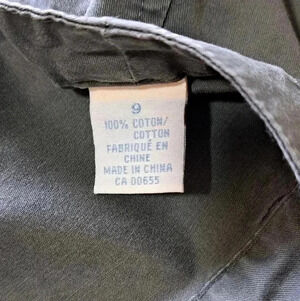 9
100% COTON/
COTTON
FABRIQUÉ EN
CHINE
MADE IN CHINA
CA 00655